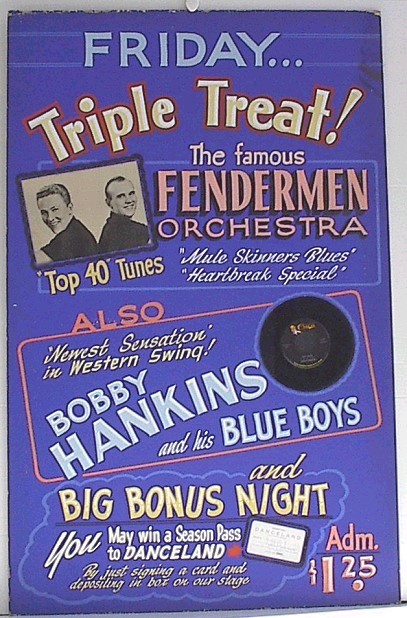 FRIDAY...
Triple Treat!
The famous
FENDERMEN
ORCHESTRA
"Top 40" Tunes
"Mule Skinners Blues"
"Heartbreak Special"
ALSO
'Newest Sensation'
in Western Swing!
BOBBY
HANKINS
and his BLUE BOYS
and
BIG BONUS NIGHT
You May win a Season Pass
to DANCELAND
By just signing a card and
depositing in box on our stage
DANCELAND
Adm.
$1.25